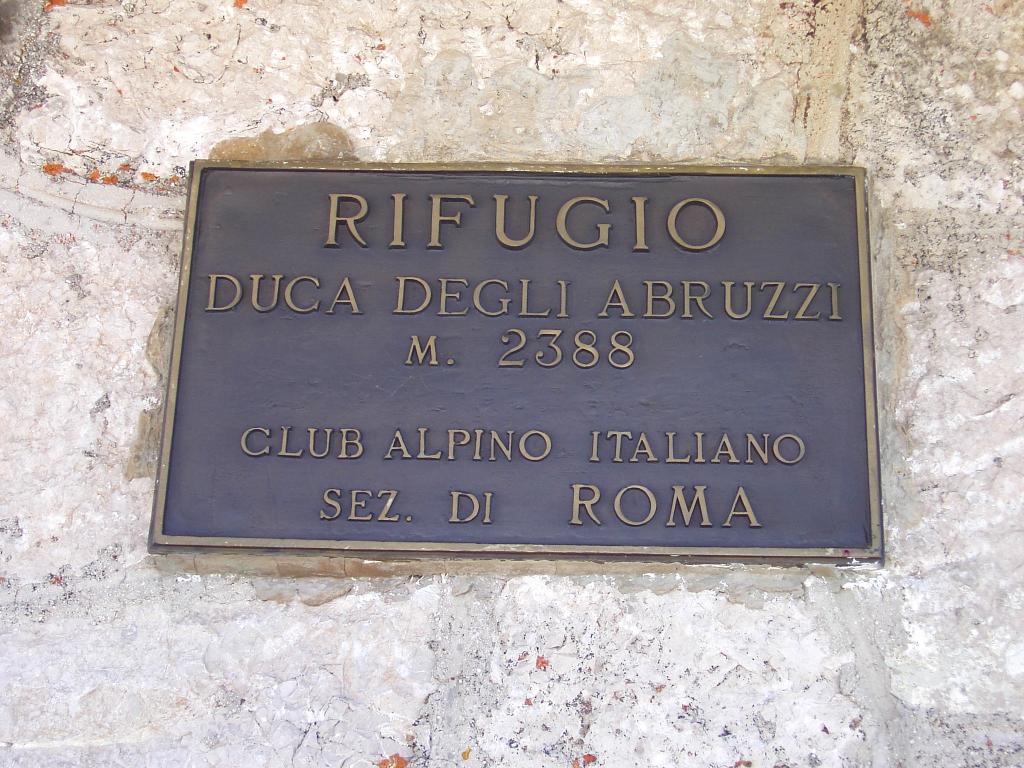 RIFUGIO
DUCA DEGLI ABRUZZI
M. 2388
CLUB ALPINO ITALIANO
SEZ. DI ROMA